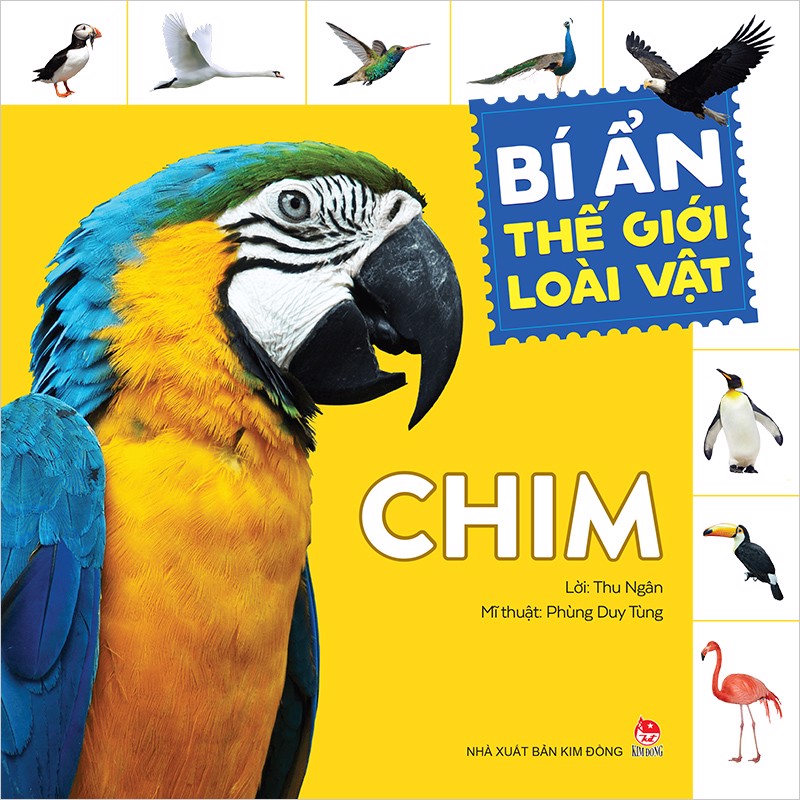 BÍ ẨN
THẾ GIỚI
LOÀI VẬT
CHIM
Lời: Thu Ngân
Mĩ thuật: Phùng Duy Tùng
NHÀ XUẤT BẢN KIM ĐỒNG
KIM ĐỒNG